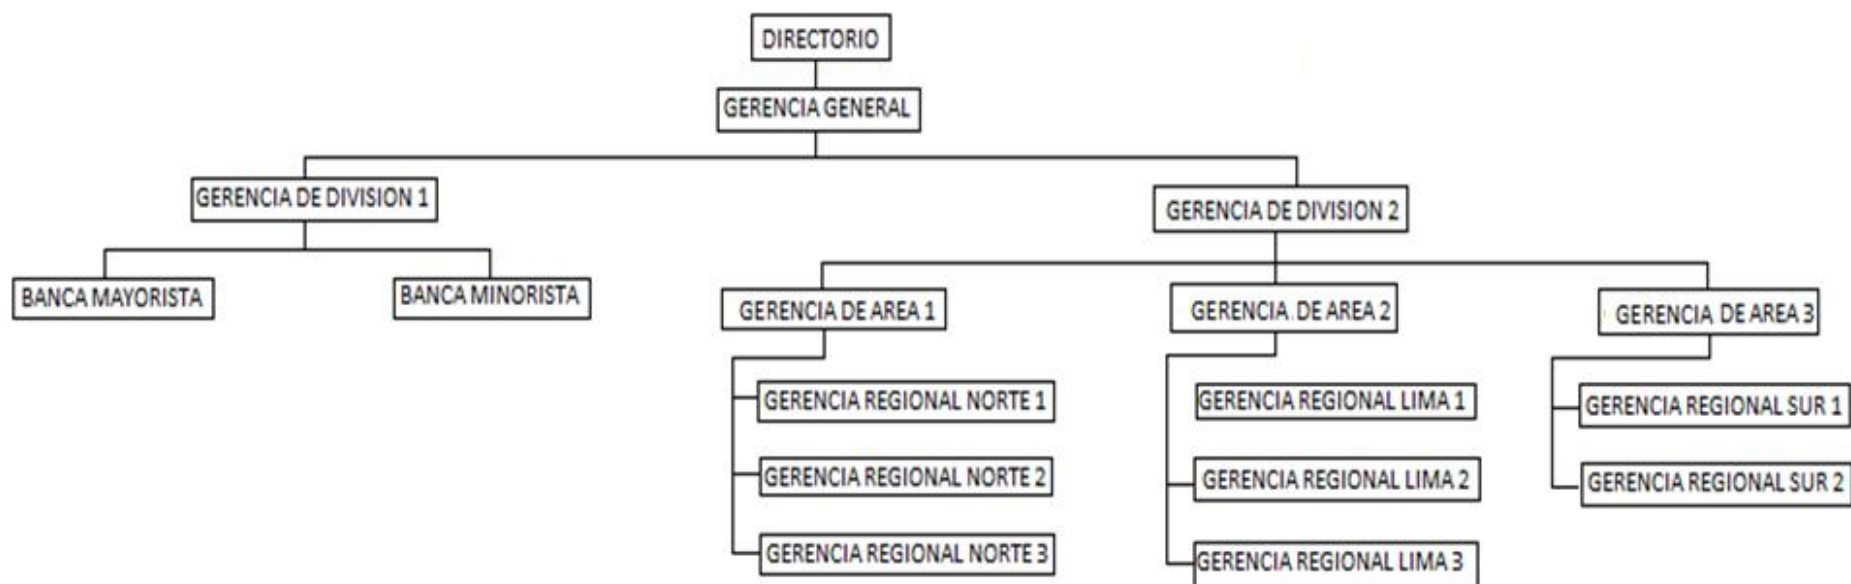 DIRECTORIO
GERENCIA GENERAL
GERENCIA DE DIVISION 1
GERENCIA DE DIVISION 2
BANCA MAYORISTA
BANCA MINORISTA
GERENCIA DE AREA 1
GERENCIA DE AREA 2
GERENCIA DE AREA 3
GERENCIA REGIONAL NORTE 1
GERENCIA REGIONAL LIMA 1
GERENCIA REGIONAL SUR 1
GERENCIA REGIONAL NORTE 2
GERENCIA REGIONAL LIMA 2
GERENCIA REGIONAL SUR 2
GERENCIA REGIONAL NORTE 3
GERENCIA REGIONAL LIMA 3